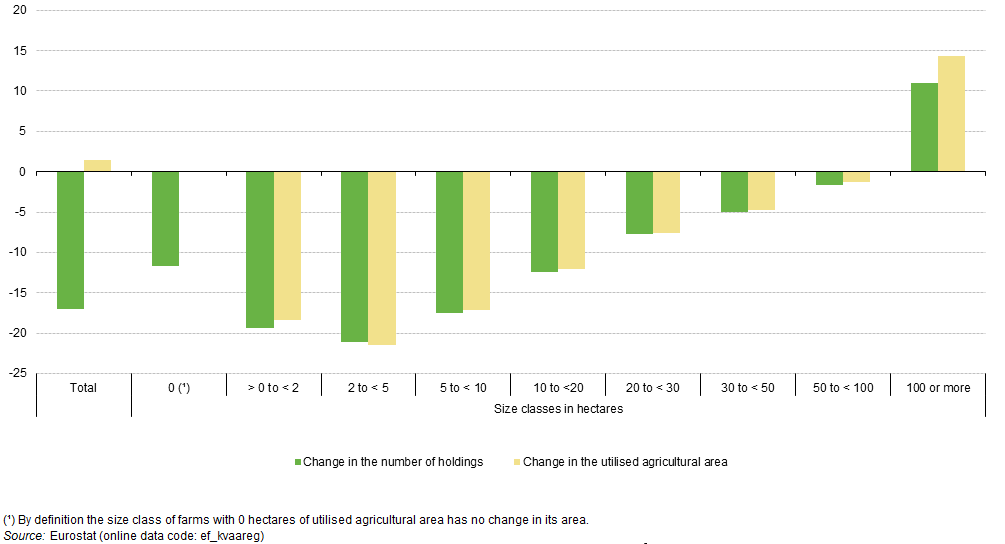 20
15
10
5
0
-5
-10
-15
-20
-25
Total 0 (¹) > 0 to < 2 2 to < 5 5 to < 10 10 to <20 20 to < 30 30 to < 50 50 to < 100 100 or more
Size classes in hectares
Change in the number of holdings Change in the utilised agricultural area
(¹) By definition the size class of farms with 0 hectares of utilised agricultural area has no change in its area.
Source: Eurostat (online data code: ef_kvaareg)